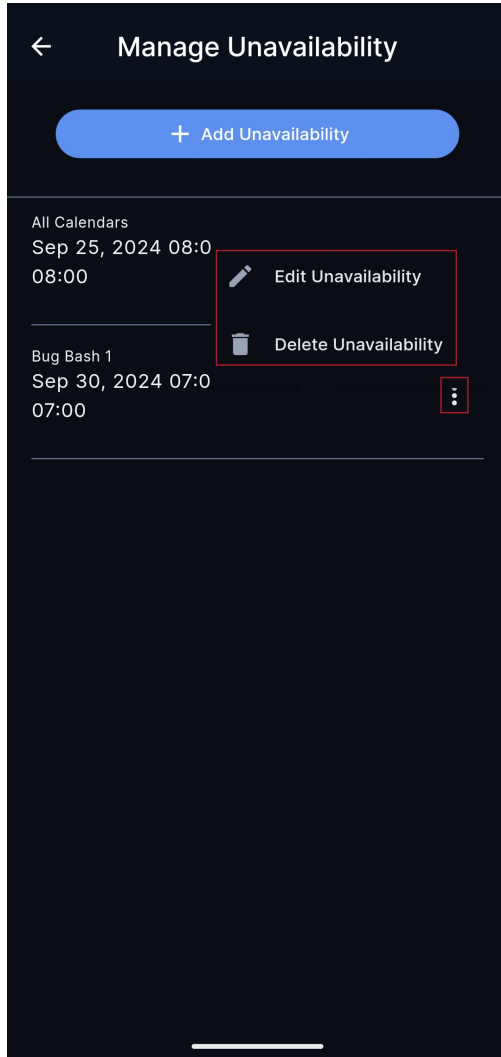 Manage Unavailability
+ Add Unavailability
All Calendars
Sep 25, 2024 08:0
08:00
Edit Unavailability
Delete Unavailability
Bug Bash 1
Sep 30, 2024 07:0
07:00